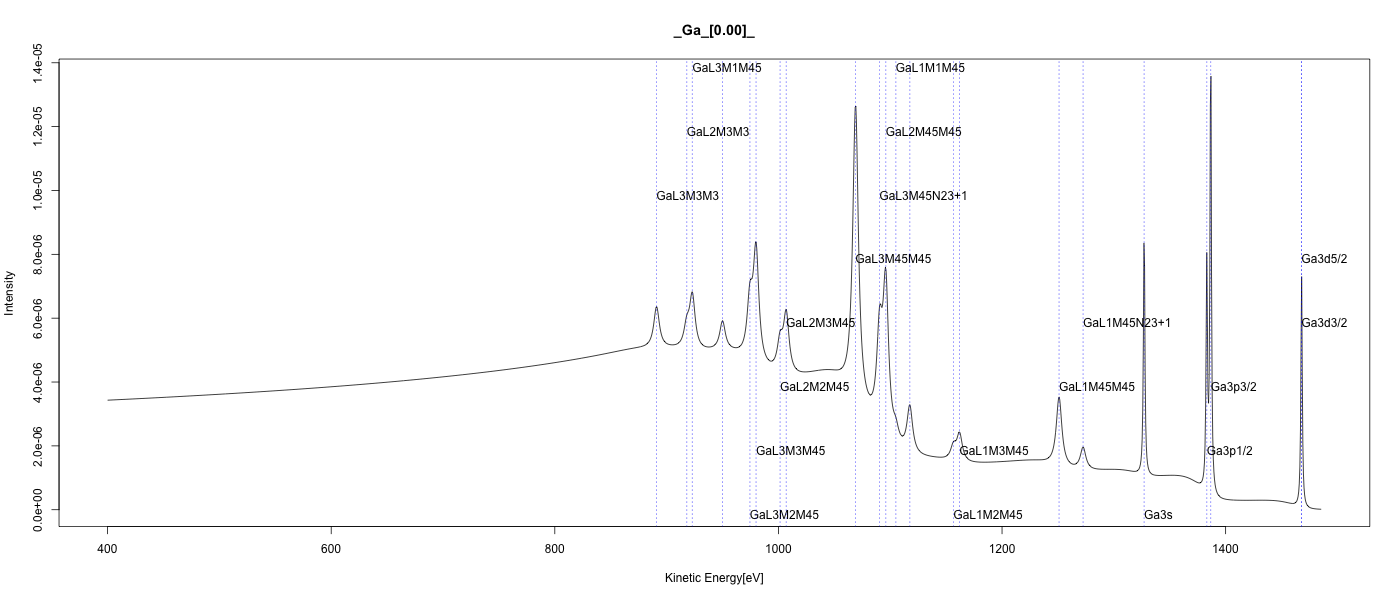 _Ga_[0.00]_
1.4e-05
1.2e-05
1.0e-05
8.0e-06
6.0e-06
4.0e-06
2.0e-06
0.0e+00
Intensity
GaL3M1M45
GaL1M1M45
GaL2M3M3
GaL2M45M45
GaL3M3M3
GaL3M45N23+1
GaL3M45M45
Ga3d5/2
GaL2M3M45
GaL1M45N23+1
Ga3d3/2
GaL2M2M45
GaL1M45M45
Ga3p3/2
GaL3M3M45
GaL1M3M45
Ga3p1/2
GaL3M2M45
GaL1M2M45
Ga3s
400
600
800
1000
1200
1400
Kinetic Energy[eV]